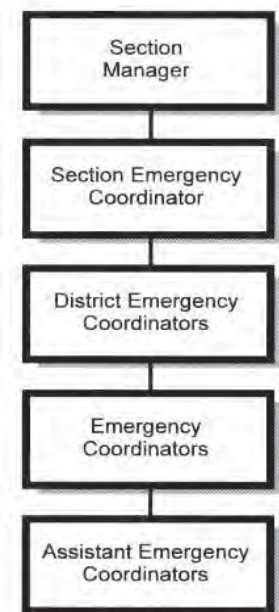 Section
Manager
Section Emergency
Coordinator
District Emergency
Coordinators
Emergency
Coordinators
Assistant Emergency
Coordinators